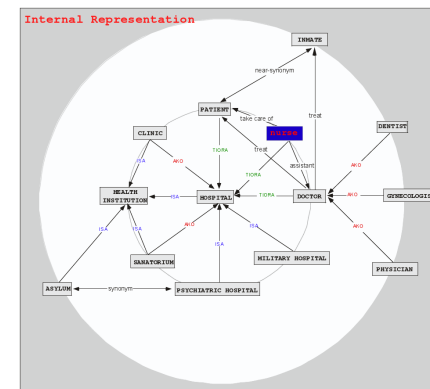 Internal Representation
INMATE
near-synonym
PATIENT
take care of
treat
CLINIC
nurse
DENTIST
TIORA
treat
ISA
AKO
TIORA
assistant
AKO
HEALTH
INSTITUTION
ISA
HOSPITAL
TIORA
DOCTOR
AKO
GYNECOLOGIS
ISA
ISA
AKO
ISA
ISA
AKO
SANATORIUM
MILITARY HOSPITAL
PHYSICIAN
ASYLUM
synonym
PSYCHIATRIC HOSPITAL